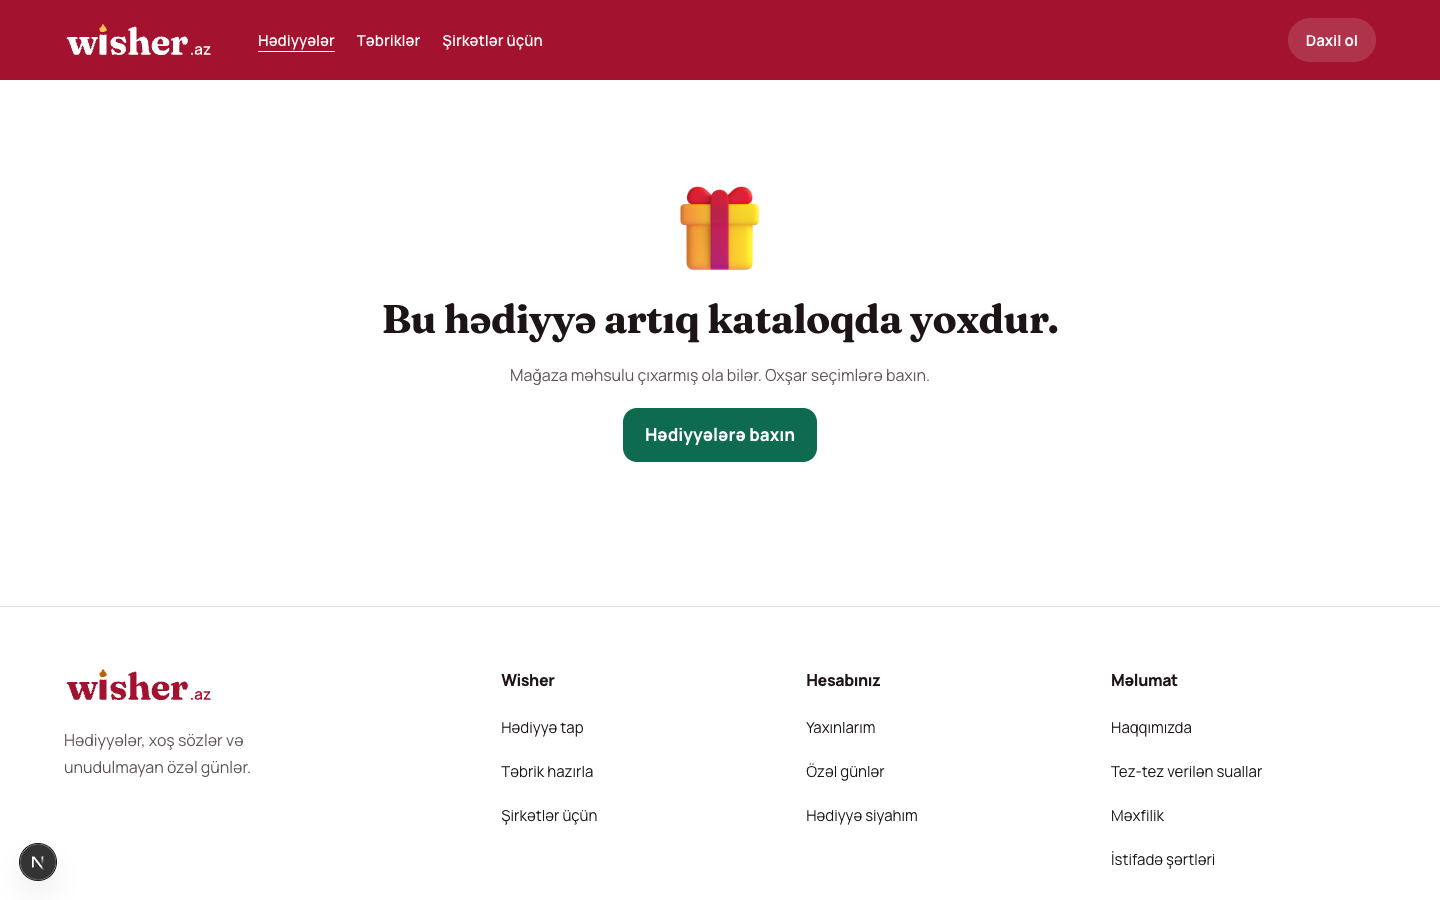 wisher.az
Hədiyyələr
Təbriklər
Şirkətlər üçün
Daxil ol
Bu hədiyyə artıq kataloqda yoxdur.
Mağaza məhsulu çıxarmış ola bilər. Oxşar seçimlərə baxın.
Hədiyyələrə baxın
wisher.az
Hədiyyələr, xoş sözlər və
unudulmayan özəl günlər.
Wisher
Hədiyyə tap
Təbrik hazırla
Şirkətlər üçün
Hesabınız
Yaxınlarım
Özəl günlər
Hədiyyə siyahım
Məlumat
Haqqımızda
Tez-tez verilən suallar
Məxfilik
İstifadə şərtləri
N